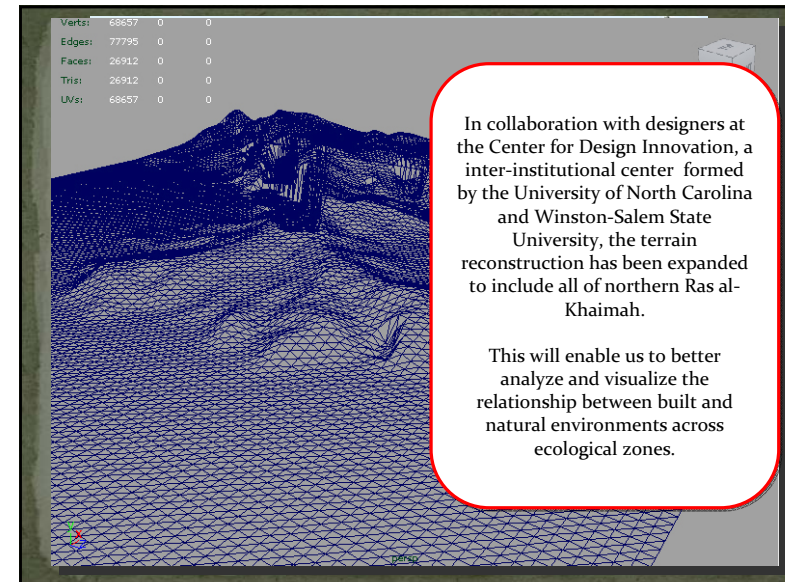 Verts: 68657 0 0
Edges: 77795 0 0
Faces: 26912 0 0
Tris: 26912 0 0
UVs: 68657 0 0
In collaboration with designers at
the Center for Design Innovation, a
inter-institutional center formed
by the University of North Carolina
and Winston-Salem State
University, the terrain
reconstruction has been expanded
to include all of northern Ras al-
Khaimah.
This will enable us to better
analyze and visualize the
relationship between built and
natural environments across
ecological zones.
persp